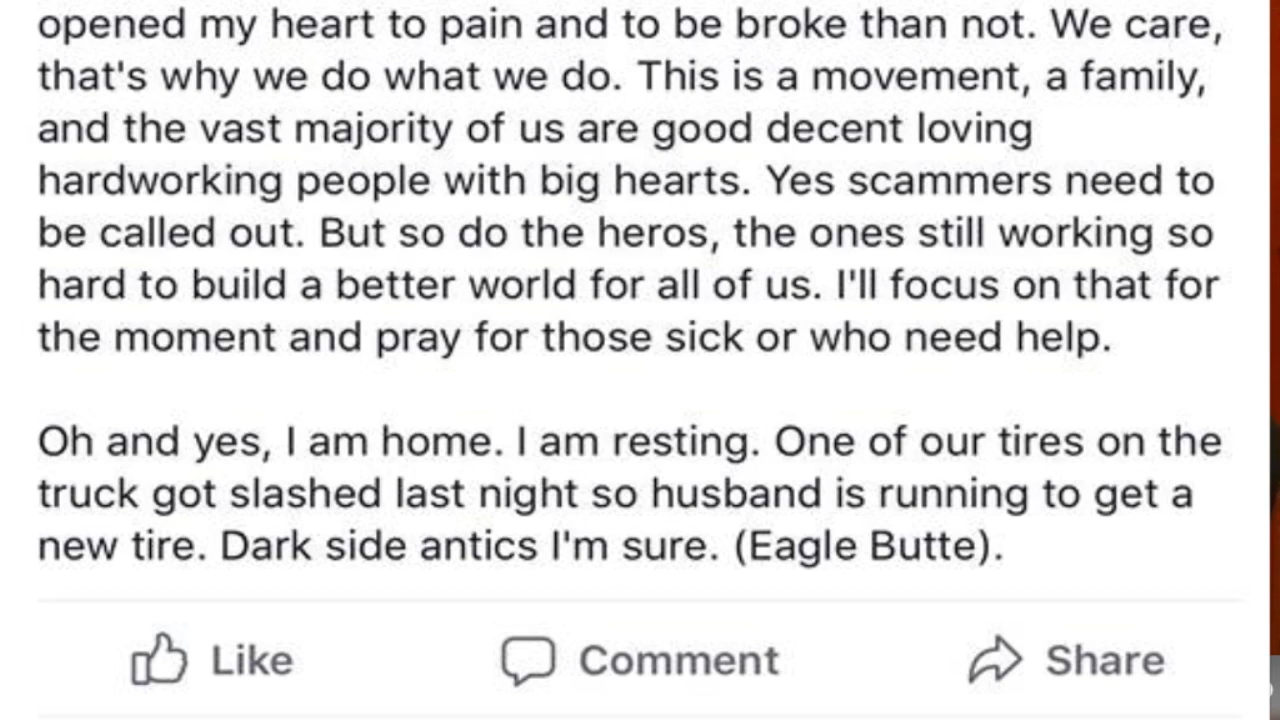 opened my heart to pain and to be broke than not. We care,
that's why we do what we do. This is a movement, a family,
and the vast majority of us are good decent loving
hardworking people with big hearts. Yes scammers need to
be called out. But so do the heros, the ones still working so
hard to build a better world for all of us. I'll focus on that for
the moment and pray for those sick or who need help.
Oh and yes, I am home. I am resting. One of our tires on the
truck got slashed last night so husband is running to get a
new tire. Dark side antics I'm sure. (Eagle Butte).
Like Comment Share